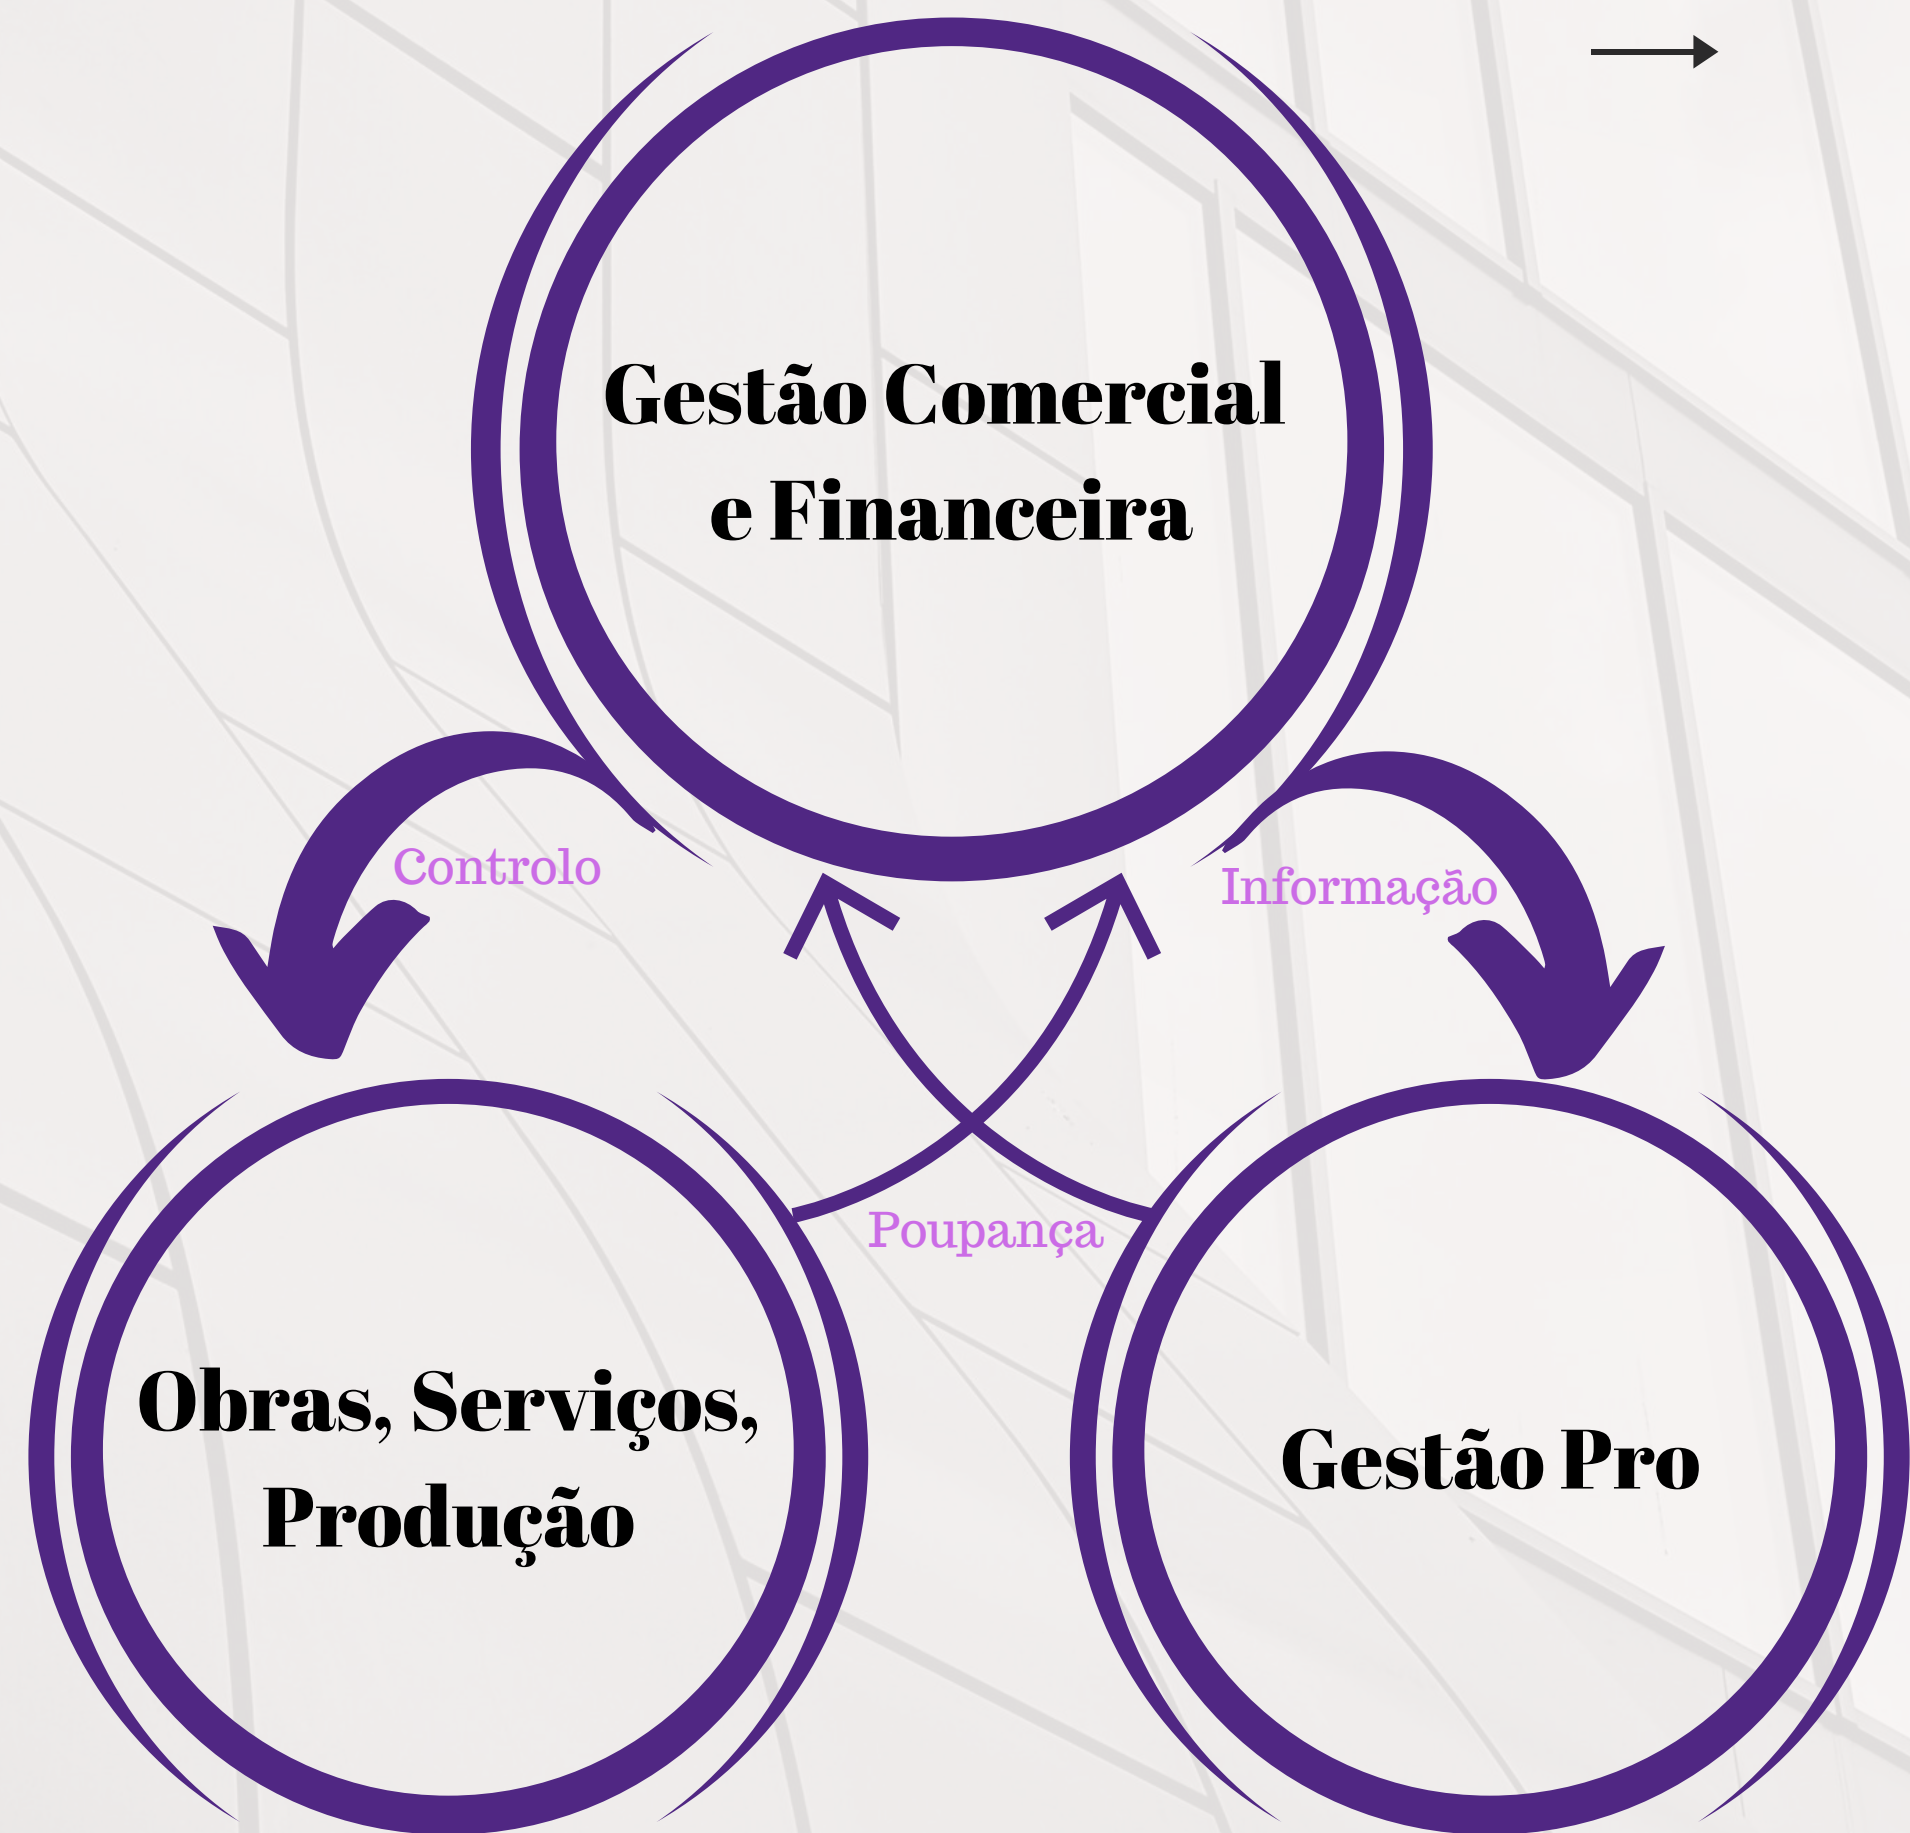 Gestão Comercial
e Financeira
Controlo
Informação
Poupança
Obras, Serviços,
Produção
Gestão Pro